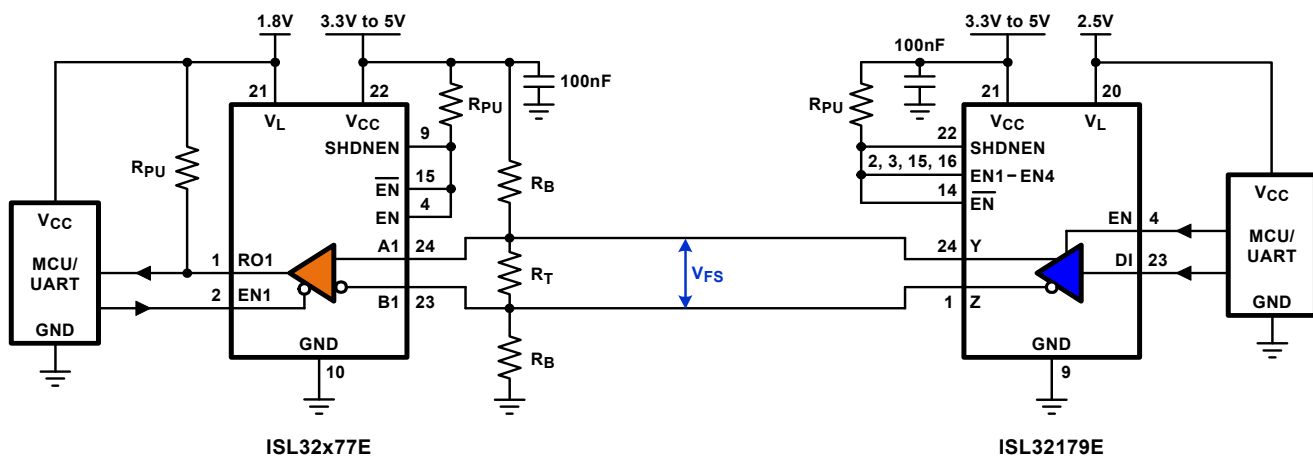 1.8V
3.3V to 5V
100nF
21
22
VL
VCC
RPU
9
SHDNEN
15
EN
4
EN
RPU
RB
VCC
MCU/
UART
GND
1
RO1
2
EN1
A1
24
B1
23
GND
10
RT
RB
VFS
ISL32x77E
3.3V to 5V
2.5V
100nF
21
20
VCC
VL
RPU
22
SHDNEN
2, 3, 15, 16
EN1–EN4
14
EN
EN
4
24
Y
DI
23
1
Z
GND
9
VCC
MCU/
UART
GND
ISL32179E